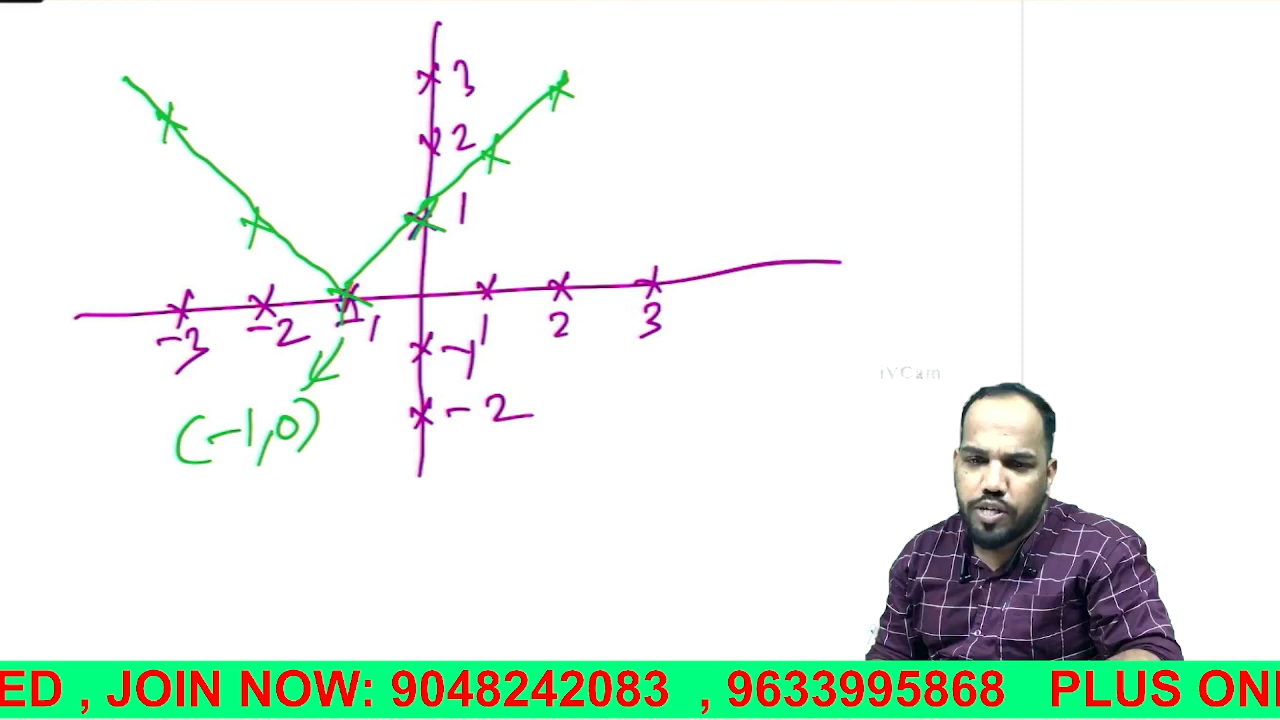 3
2
1
-3 -2 -1 1 2 3
-1
-2
(-1,0)
iVCam
ED , JOIN NOW: 9048242083 , 9633995868 PLUS ON